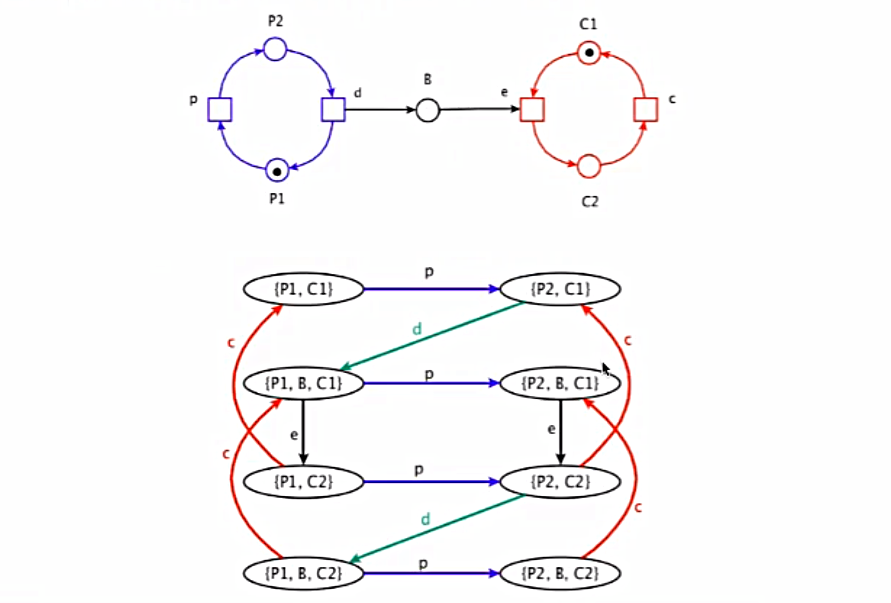 P2
C1
p
d
B
e
c
P1
C2
{P1, C1}
p
{P2, C1}
c
d
c
{P1, B, C1}
p
{P2, B, C1}
e
e
c
{P1, C2}
p
{P2, C2}
d
c
{P1, B, C2}
p
{P2, B, C2}